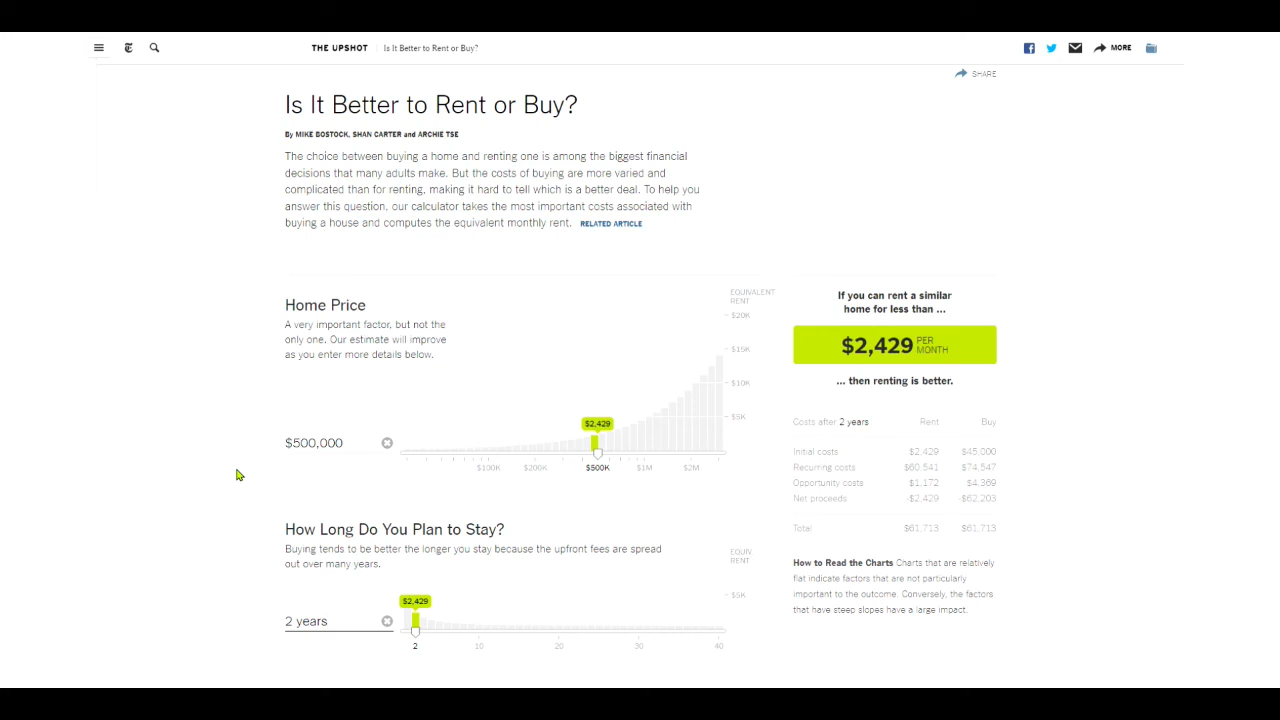 THE UPSHOT | Is It Better to Rent or Buy?
MORE
SHARE
Is It Better to Rent or Buy?
By MIKE BOSTOCK, SHAN CARTER and ARCHIE TSE
The choice between buying a home and renting one is among the biggest financial
decisions that many adults make. But the costs of buying are more varied and
complicated than for renting, making it hard to tell which is a better deal. To help you
answer this question, our calculator takes the most important costs associated with
buying a house and computes the equivalent monthly rent. RELATED ARTICLE
Home Price
A very important factor, but not the
only one. Our estimate will improve
as you enter more details below.
$500,000
EQUIVALENT
RENT
$20K
$15K
$10K
$5K
$2,429
$100K $200K $500K $1M $2M
How Long Do You Plan to Stay?
Buying tends to be better the longer you stay because the upfront fees are spread
out over many years.
2 years
EQUIV.
RENT
$5K
$2,429
2 10 20 30 40
If you can rent a similar
home for less than ...
$2,429 PER
MONTH
... then renting is better.
Costs after 2 years Rent Buy
Initial costs $2,429 $45,000
Recurring costs $60,541 $74,547
Opportunity costs $1,172 $4,369
Net proceeds -$2,429 -$62,203
Total $61,713 $61,713
How to Read the Charts Charts that are relatively
flat indicate factors that are not particularly
important to the outcome. Conversely, the factors
that have steep slopes have a large impact.